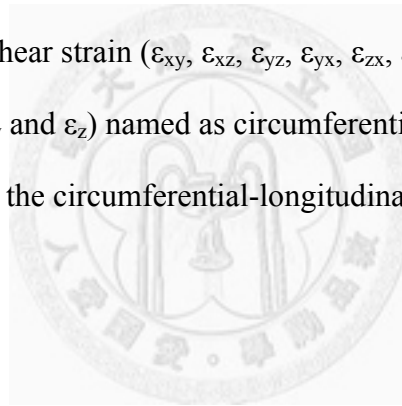 hear strain (εxy, εxz, εyz, εyx, εzx,
and εz) named as circumferenti
the circumferential-longitudina